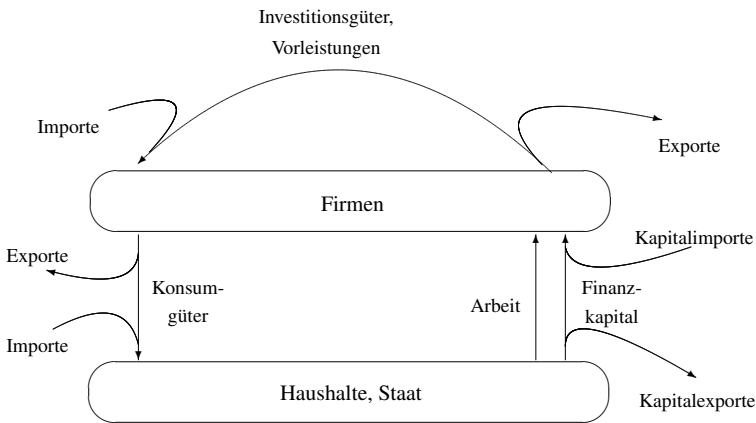 Investitionsgüter,
Vorleistungen
Importe
Exporte
Firmen
Exporte
Kapitalimporte
Konsum-
güter
Arbeit
Finanz-
kapital
Importe
Haushalte, Staat
Kapitalexporte